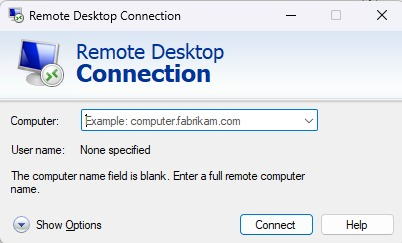 Remote Desktop Connection
Remote Desktop
Connection
Computer: Example: computer.fabrikam.com
User name: None specified
The computer name field is blank. Enter a full remote computer
name.
Show Options Connect Help